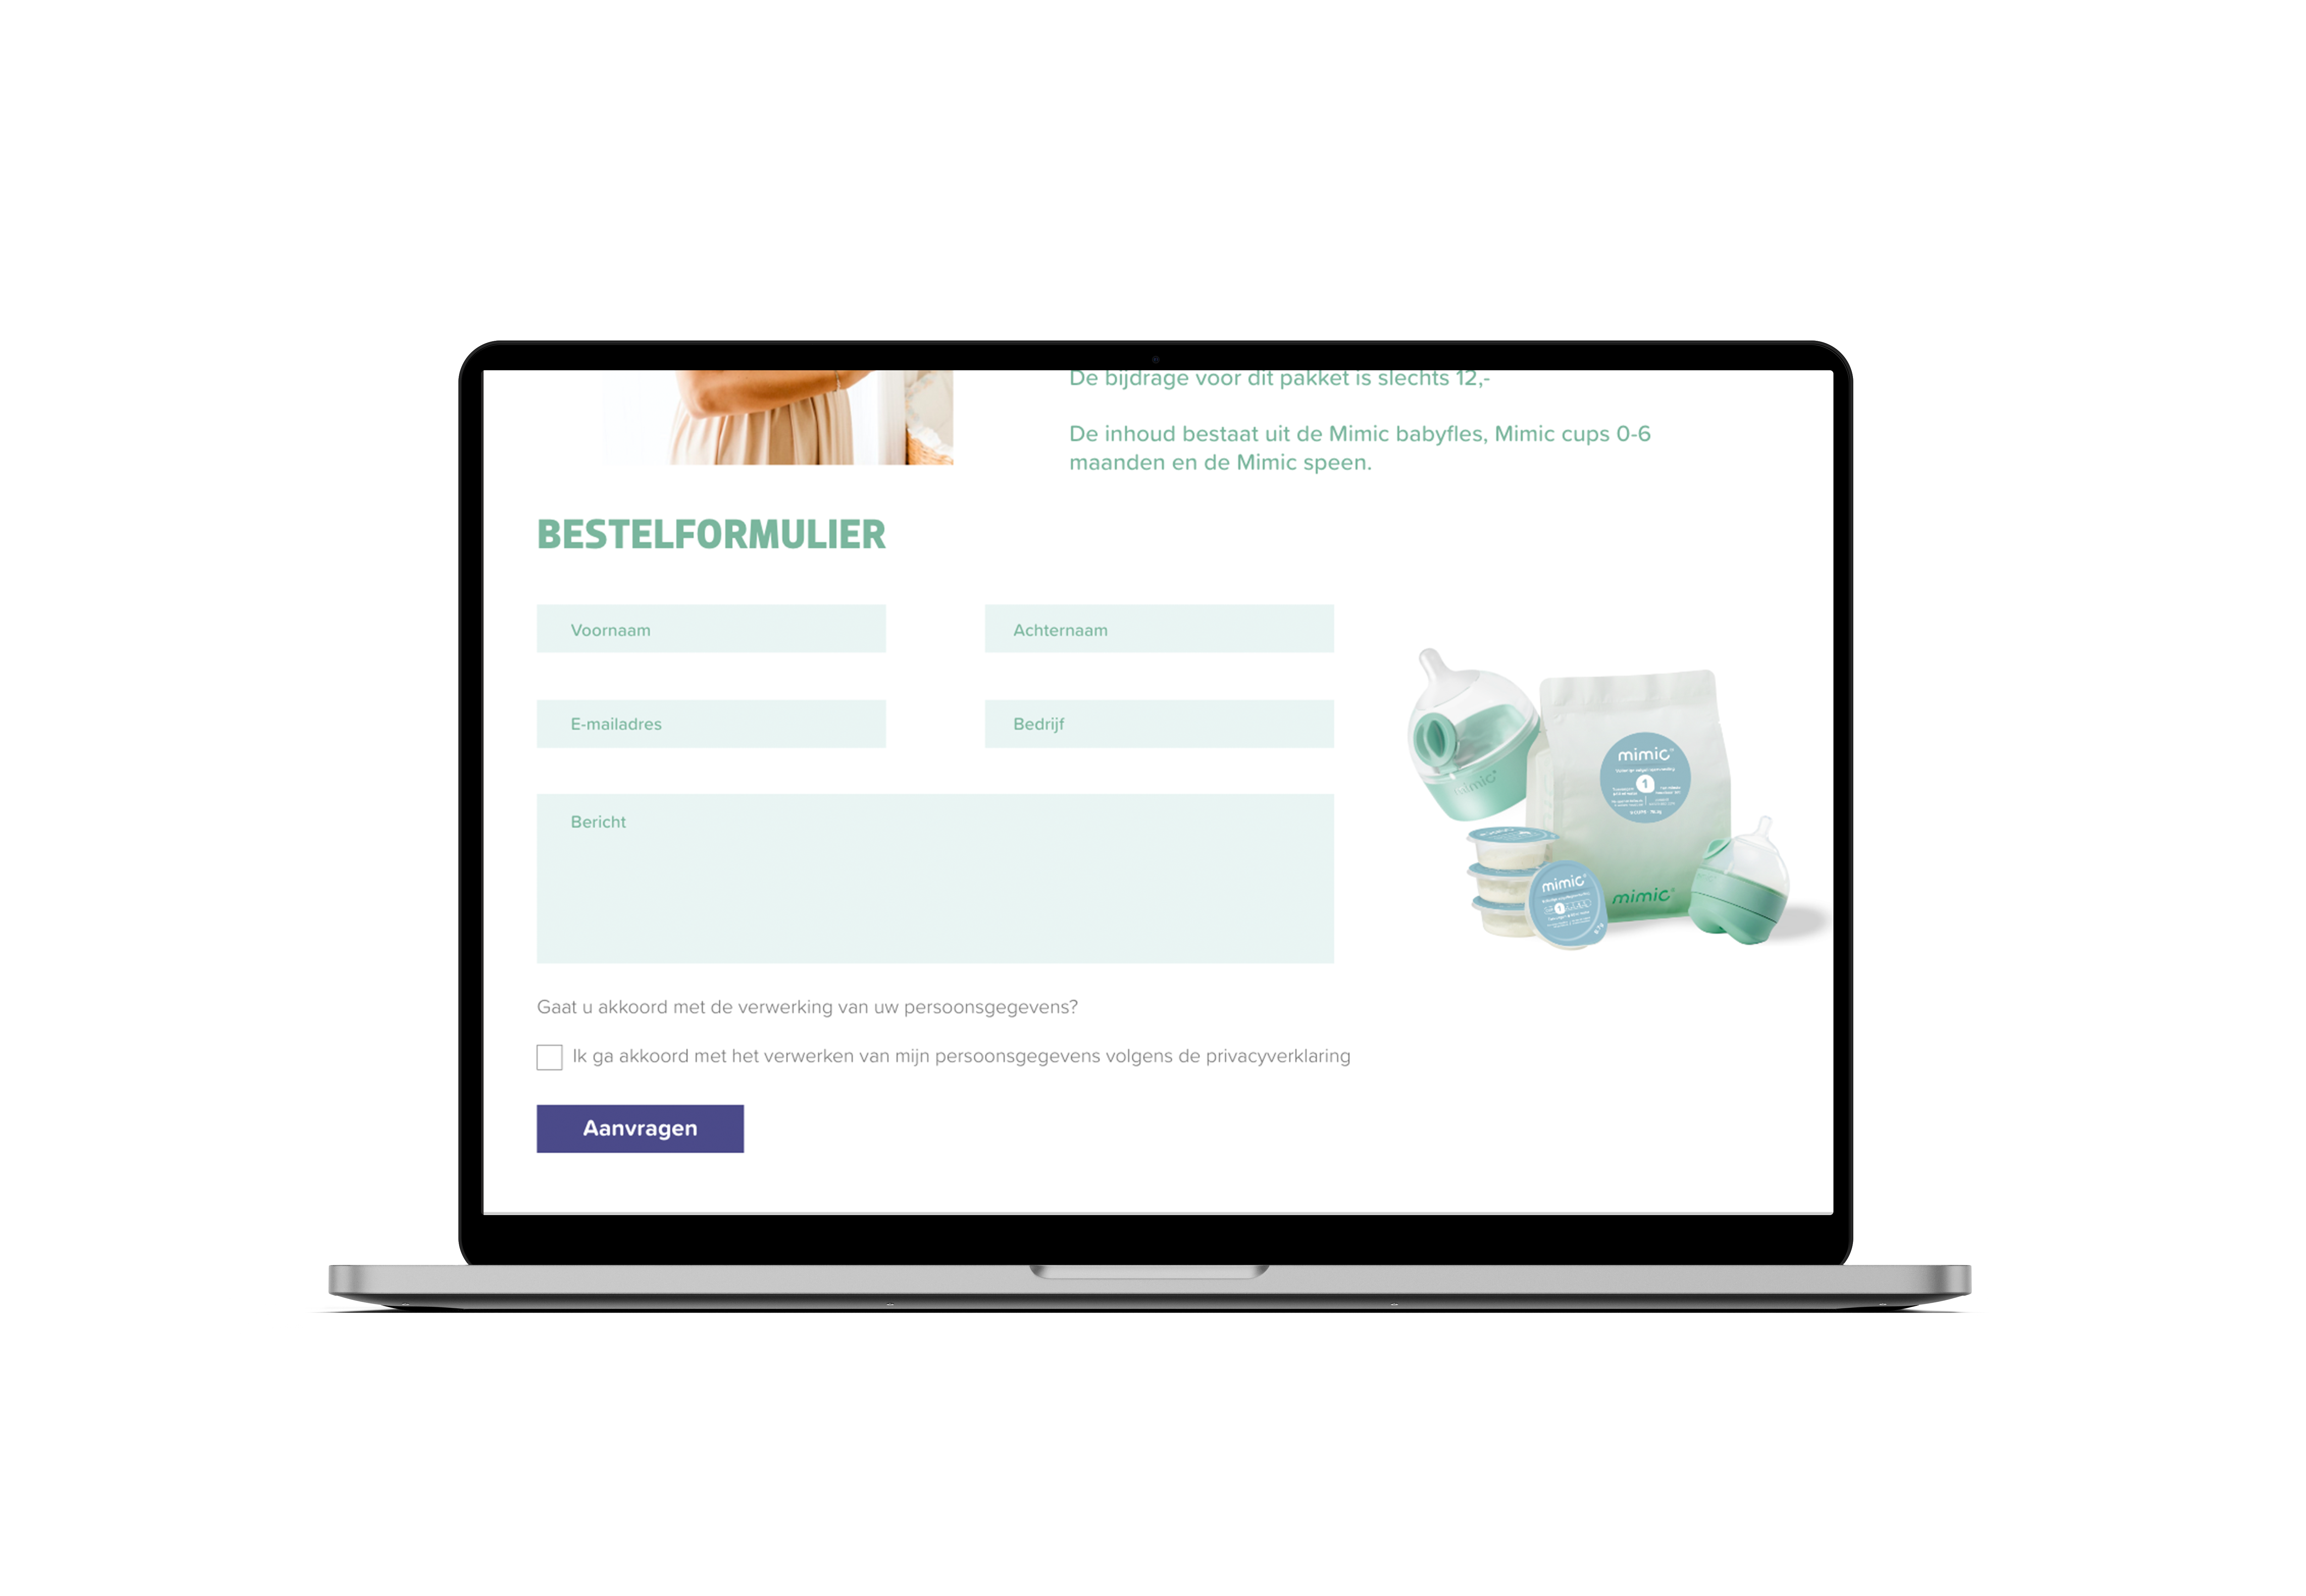 De bijdrage voor dit pakket is slechts 12,-
De inhoud bestaat uit de Mimic babyfles, Mimic cups 0-6
maanden en de Mimic speen.
BESTELFORMULIER
Voornaam
Achternaam
E-mailadres
Bedrijf
Bericht
mimic
1
mimic
mimic
1
mimic
Gaat u akkoord met de verwerking van uw persoonsgegevens?
Ik ga akkoord met het verwerken van mijn persoonsgegevens volgens de privacyverklaring
Aanvragen